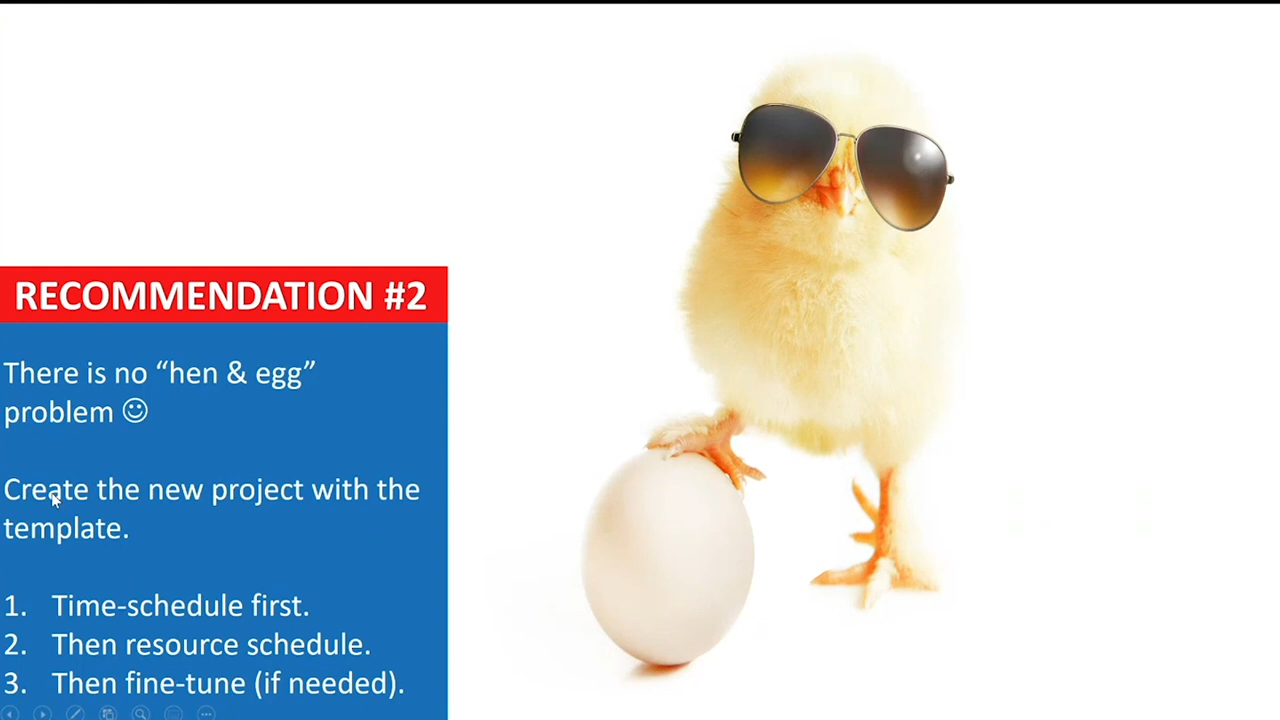 RECOMMENDATION #2
There is no “hen & egg”
problem ☺
Create the new project with the
template.
1. Time-schedule first.
2. Then resource schedule.
3. Then fine-tune (if needed).